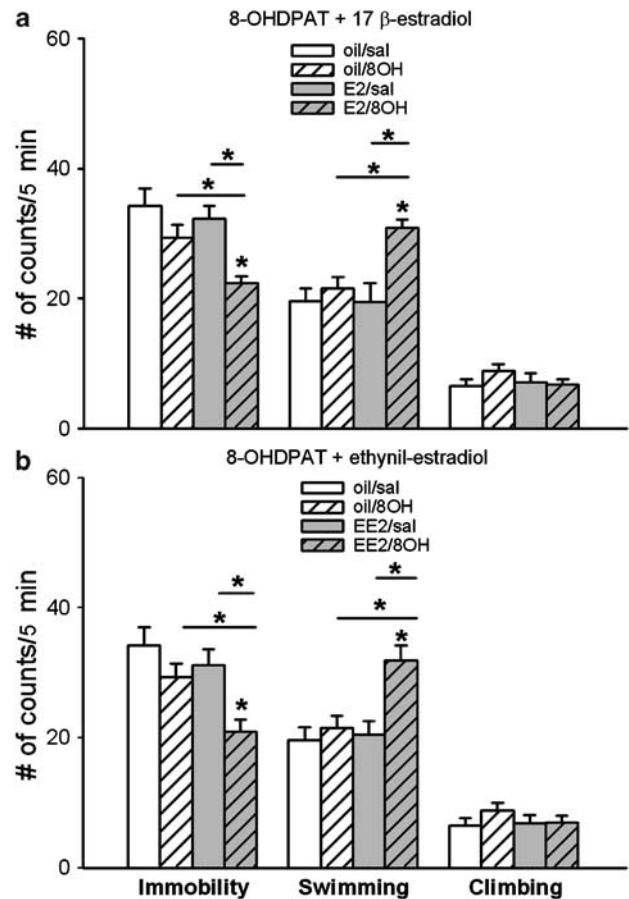 a
8-OHDPAT + 17 β-estradiol
60
40
20
0
# of counts/5 min
oil/sal
oil/8OH
E2/sal
E2/8OH
*
*
*
*
*
*
b
8-OHDPAT + ethynil-estradiol
60
40
20
0
# of counts/5 min
oil/sal
oil/8OH
EE2/sal
EE2/8OH
*
*
*
*
*
*
Immobility Swimming Climbing